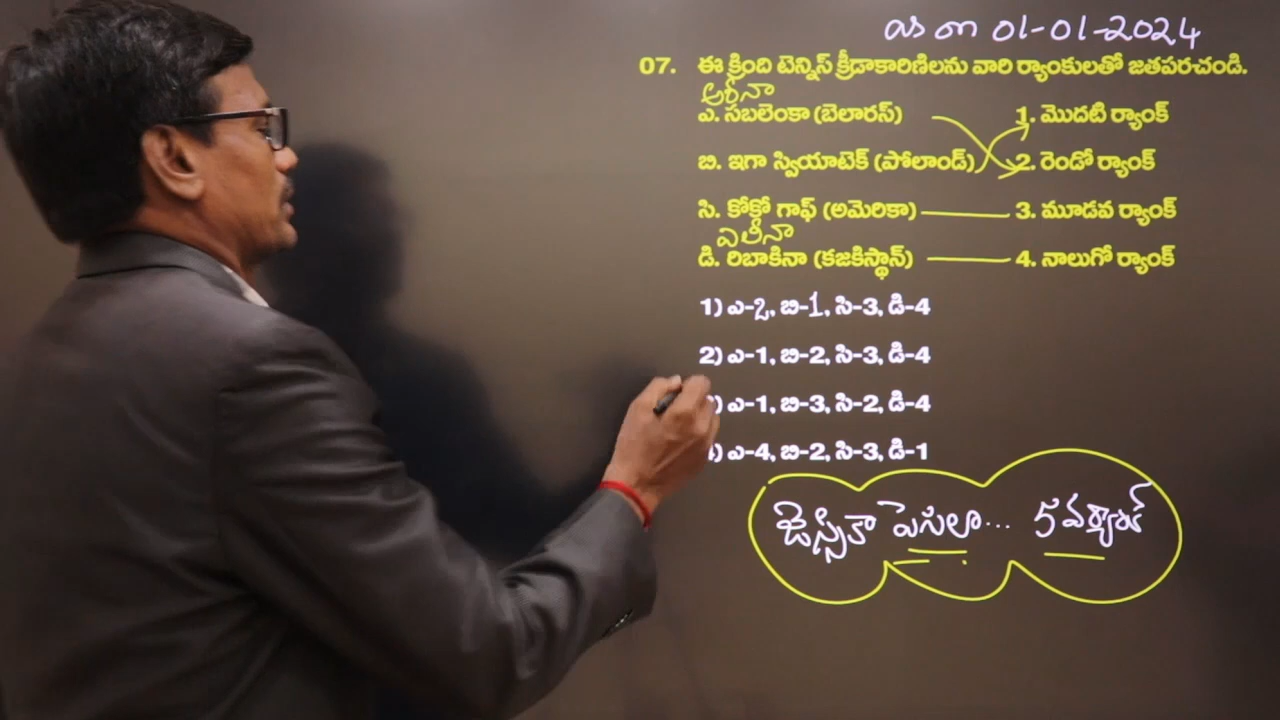 as on 01-01-2024
07. ఈ క్రింది టెన్నిస్ క్రీడాకారిణిలను వారి ర్యాంకులతో జతపరచండి.
అరీనా
ఎ. సబలెంకా (బెలారస్) 1. మొదటి ర్యాంక్
బి. ఇగా స్వియాటెక్ (పోలాండ్) 2. రెండో ర్యాంక్
సి. కోకో గాఫ్ (అమెరికా) 3. మూడవ ర్యాంక్
ఎలీనా
డి. రిబాకినా (కజకిస్థాన్) 4. నాలుగో ర్యాంక్
1) ఎ-2, బి-1, సి-3, డి-4
2) ఎ-1, బి-2, సి-3, డి-4
) ఎ-1, బి-3, సి-2, డి-4
) ఎ-4, బి-2, సి-3, డి-1
జెస్సికా పెగులా... 5వ ర్యాంక్